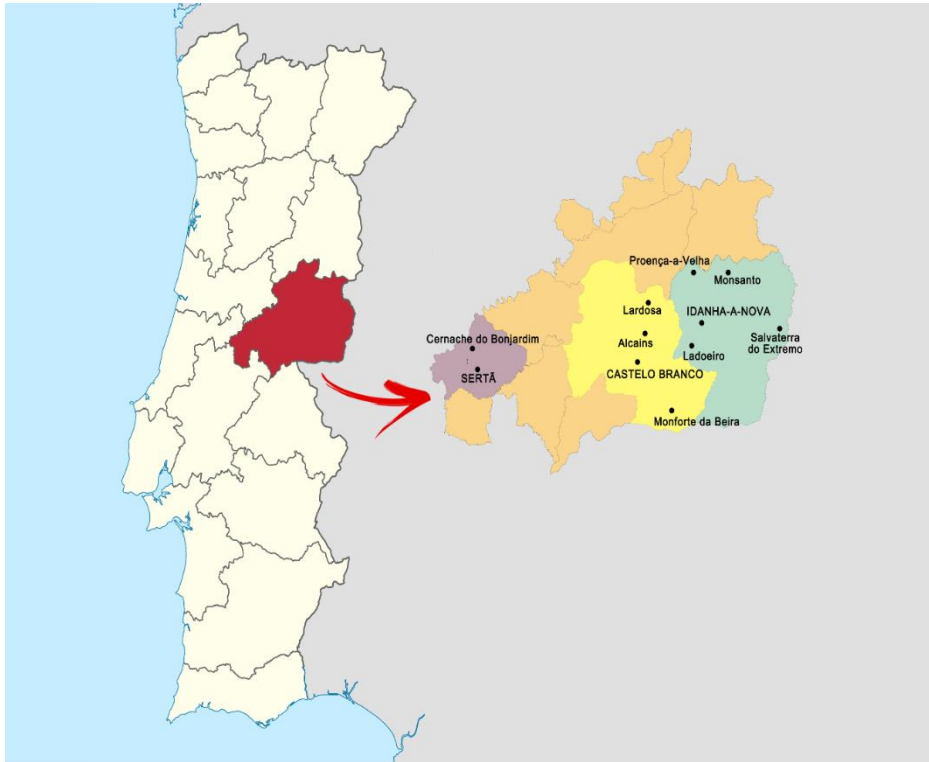 Proença-a-Velha
Monsanto
Lardosa
IDANHA-A-NOVA
Salvaterra
do Extremo
Cernache do Bonjardim
Alcains
Ladoeiro
SERTÃ
CASTELO BRANCO
Monforte da Beira